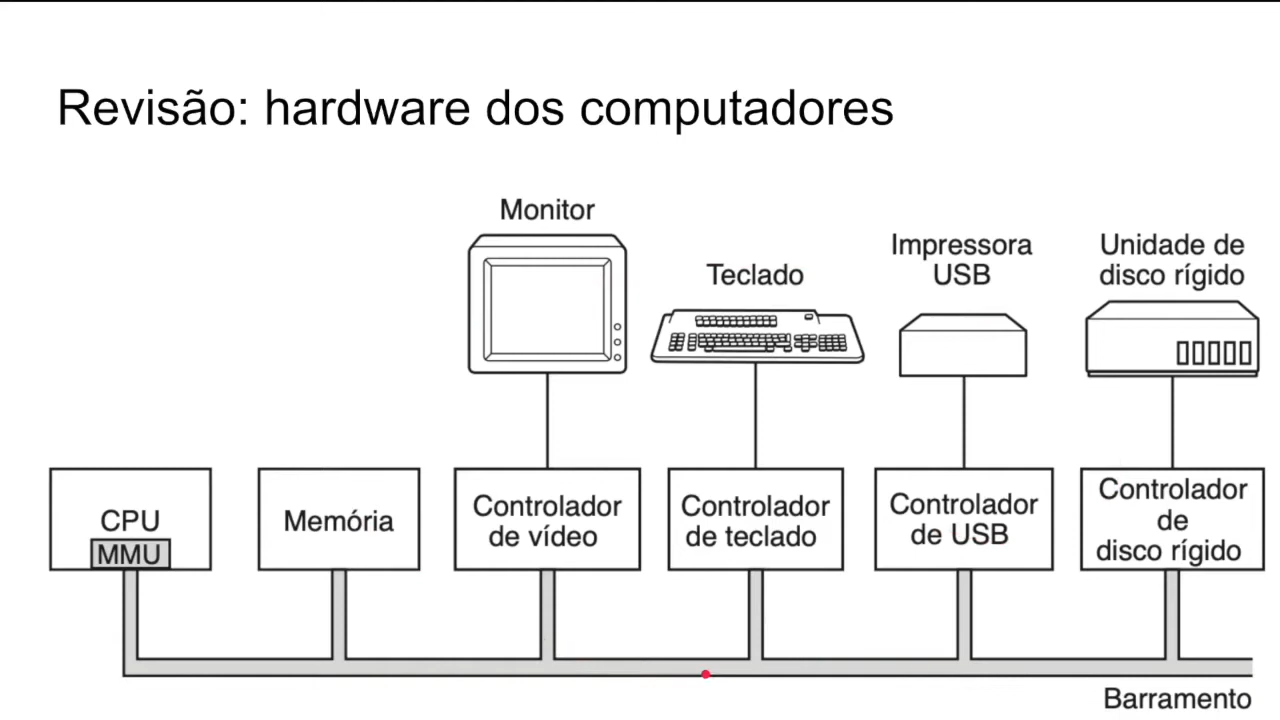 Revisão: hardware dos computadores
Monitor
Teclado
Impressora
USB
Unidade de
disco rígido
CPU
MMU
Memória
Controlador
de vídeo
Controlador
de teclado
Controlador
de USB
Controlador
de
disco rígido
Barramento